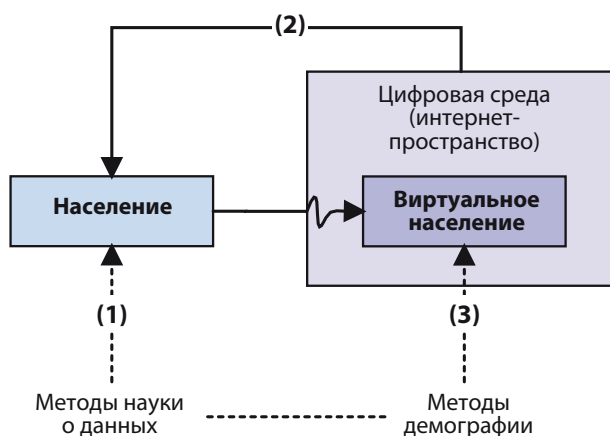 (2)
Цифровая среда
(интернет-
пространство)
Население
Виртуальное
население
(1)
(3)
Методы науки
о данных
Методы
демографии